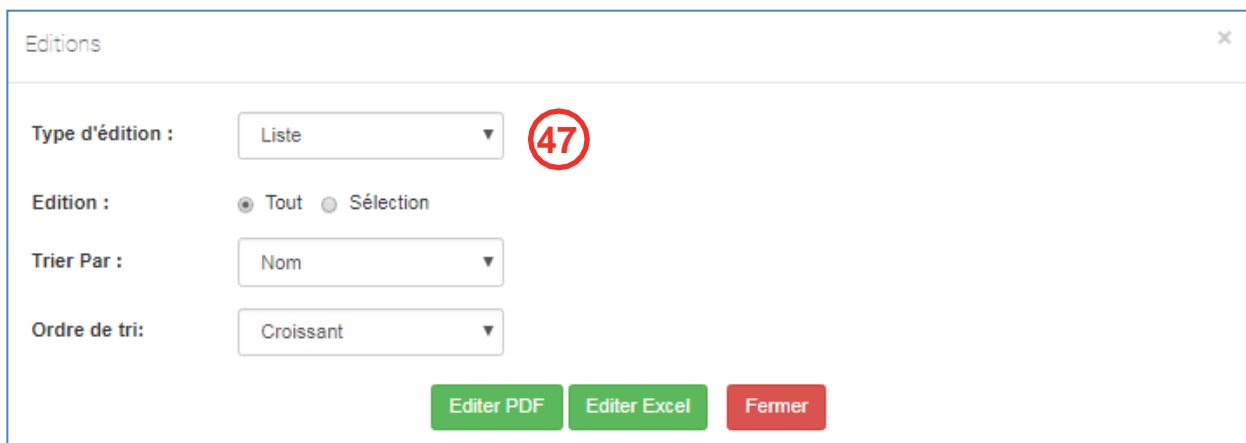 Editions ×
Type d'édition : Liste 47
Edition : Tout Sélection
Trier Par : Nom
Ordre de tri: Croissant
Editer PDF Editer Excel Fermer